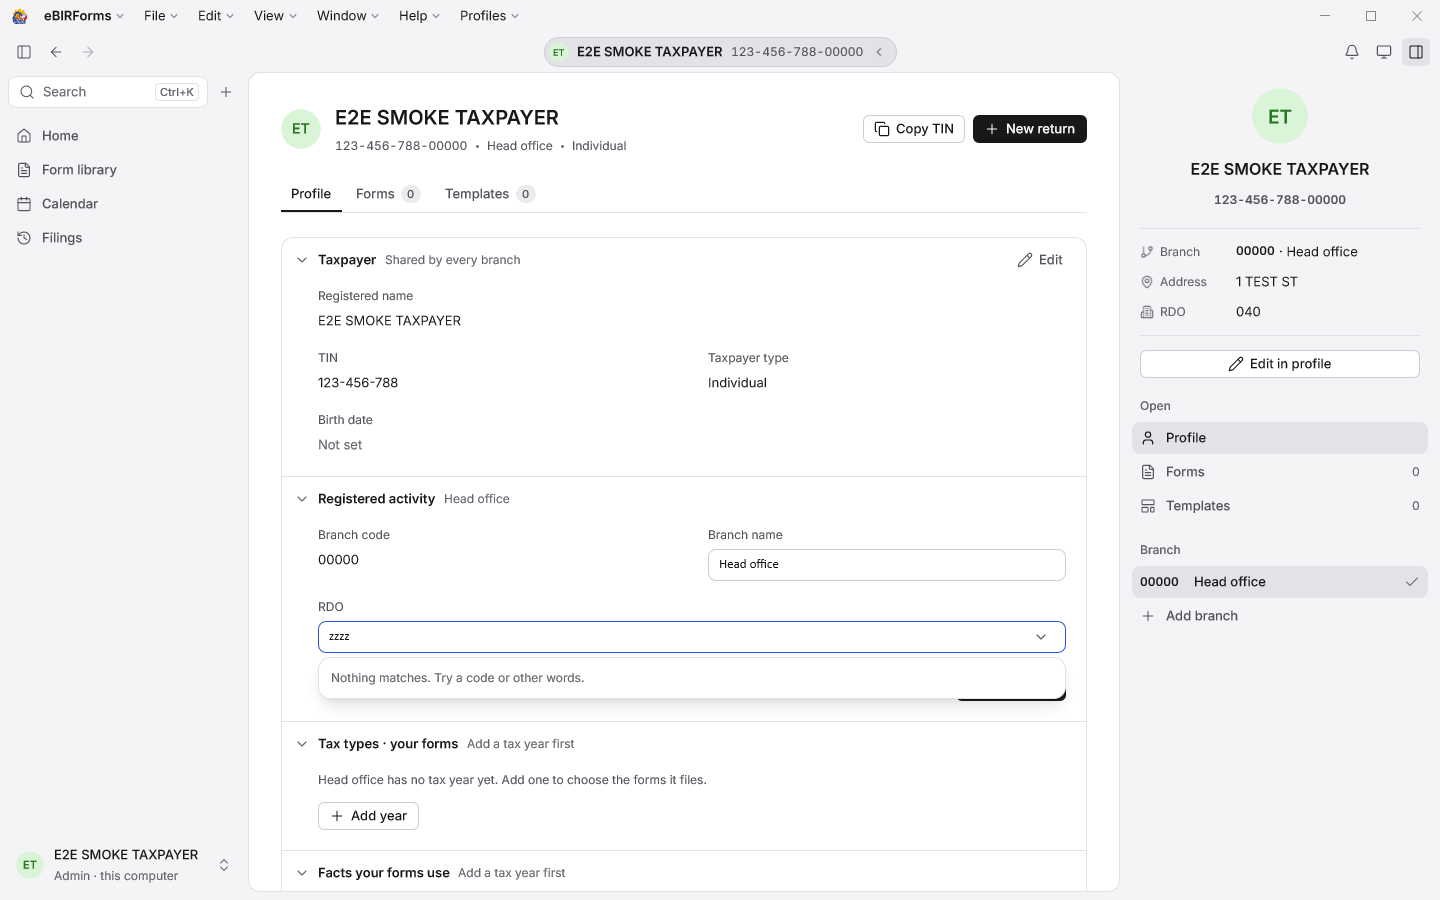 eBIRForms File Edit View Window Help Profiles
ET E2E SMOKE TAXPAYER 123-456-788-00000
Search Ctrl+K
Home
Form library
Calendar
Filings
ET E2E SMOKE TAXPAYER
Admin · this computer
ET E2E SMOKE TAXPAYER
123-456-788-00000 • Head office • Individual
Copy TIN New return
Profile Forms 0 Templates 0
Taxpayer Shared by every branch Edit
Registered name
E2E SMOKE TAXPAYER
TIN Taxpayer type
123-456-788 Individual
Birth date
Not set
Registered activity Head office
Branch code Branch name
00000 Head office
RDO
zzzz
Nothing matches. Try a code or other words.
Tax types · your forms Add a tax year first
Head office has no tax year yet. Add one to choose the forms it files.
Add year
Facts your forms use Add a tax year first
ET
E2E SMOKE TAXPAYER
123-456-788-00000
Branch 00000 · Head office
Address 1 TEST ST
RDO 040
Edit in profile
Open
Profile
Forms 0
Templates 0
Branch
00000 Head office
Add branch